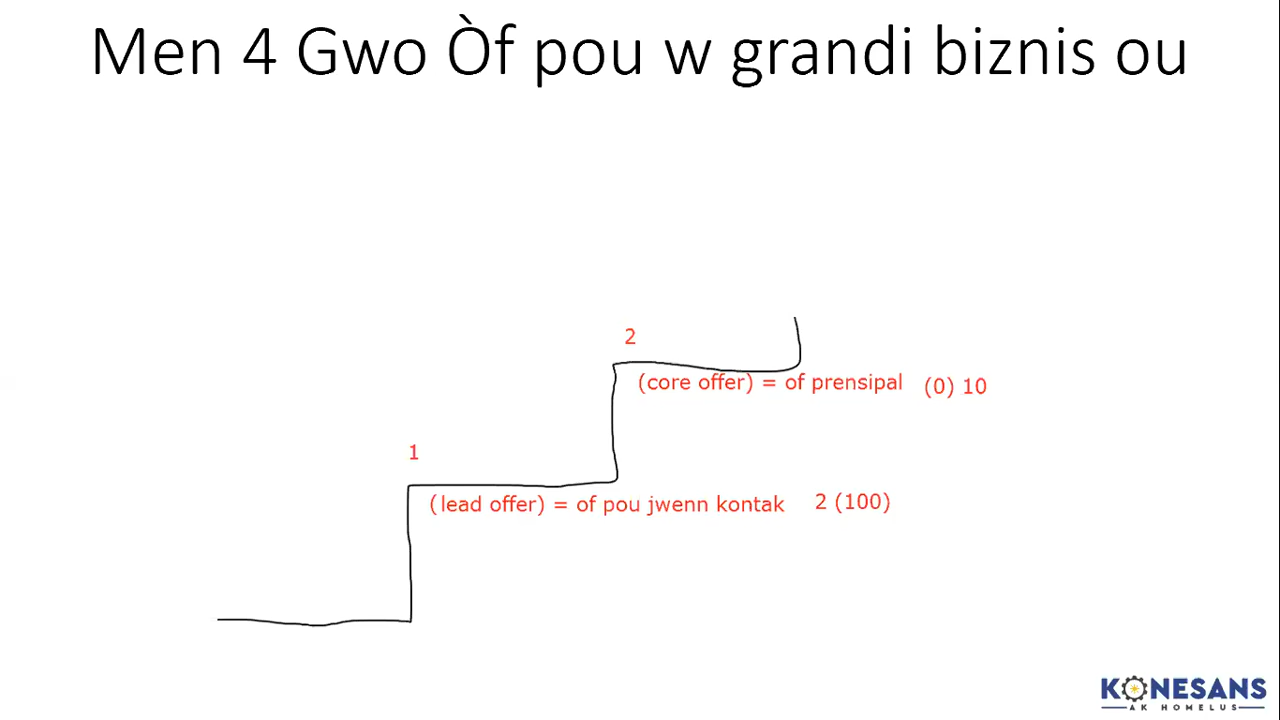 Men 4 Gwo Òf pou w grandi biznis ou
2
(core offer) = of prensipal (0) 10
1
(lead offer) = of pou jwenn kontak 2 (100)
KONESANS
AK HOMELUS